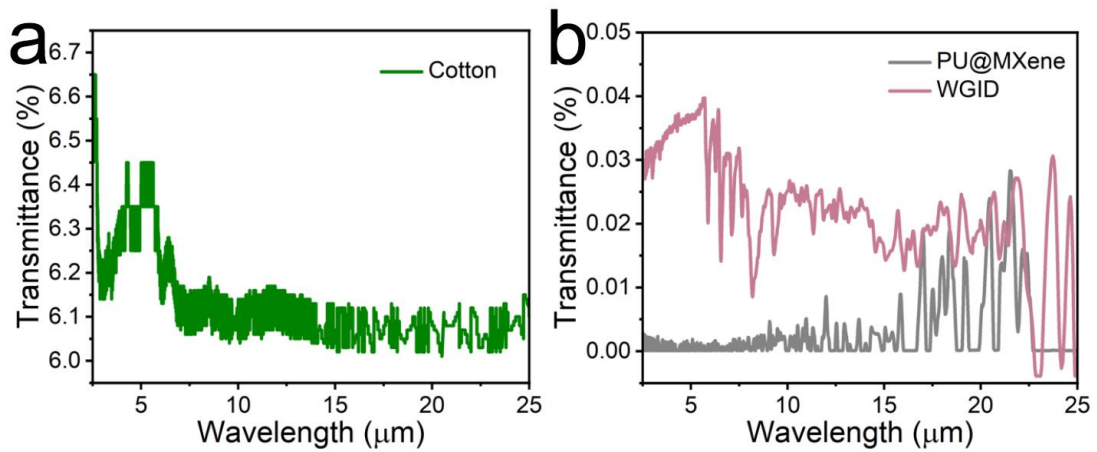 a
Transmittance (%)
6.7
6.6
6.5
6.4
6.3
6.2
6.1
6.0
Cotton
5
10
15
20
25
Wavelength (μm)
b
Transmittance (%)
0.05
0.04
0.03
0.02
0.01
0.00
PU@MXene
WGID
5
10
15
20
25
Wavelength (μm)